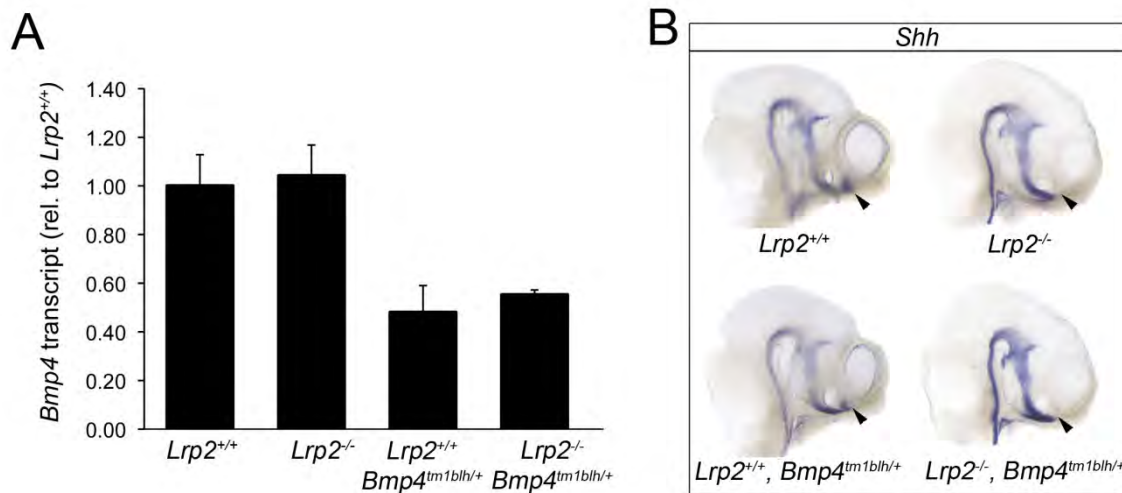 A
Bmp4 transcript (rel. to Lrp2+/+)
1.40
1.20
1.00
0.80
0.60
0.40
0.20
0.00
Lrp2+/+
Lrp2-/-
Lrp2+/+
Bmp4tm1blh/+
Lrp2-/-
Bmp4tm1blh/+
B
Shh
Lrp2+/+
Lrp2-/-
Lrp2+/+, Bmp4tm1blh/+
Lrp2-/-, Bmp4tm1blh/+